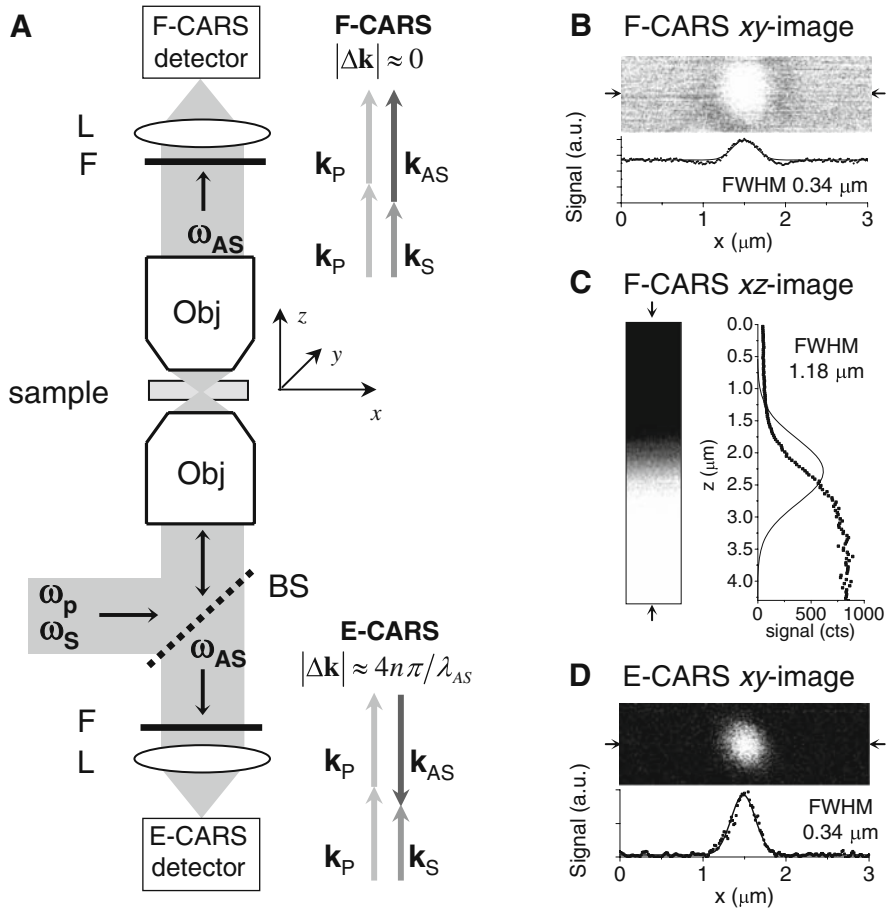 A
F-CARS
detector
L
F
ω_AS
Obj
sample
z
y
x
Obj
ω_p
ω_S
BS
ω_AS
F
L
E-CARS
detector
F-CARS
|Δk| ≈ 0
k_P k_AS
k_P k_S
E-CARS
|Δk| ≈ 4nπ/λ_AS
k_P k_AS
k_P k_S
B F-CARS xy-image
Signal (a.u.)
FWHM 0.34 μm
0 1 2 3
x (μm)
C F-CARS xz-image
FWHM
1.18 μm
z (μm)
0.0
0.5
1.0
1.5
2.0
2.5
3.0
3.5
4.0
0 500 1000
signal (cts)
D E-CARS xy-image
Signal (a.u.)
FWHM
0.34 μm
0 1 2 3
x (μm)